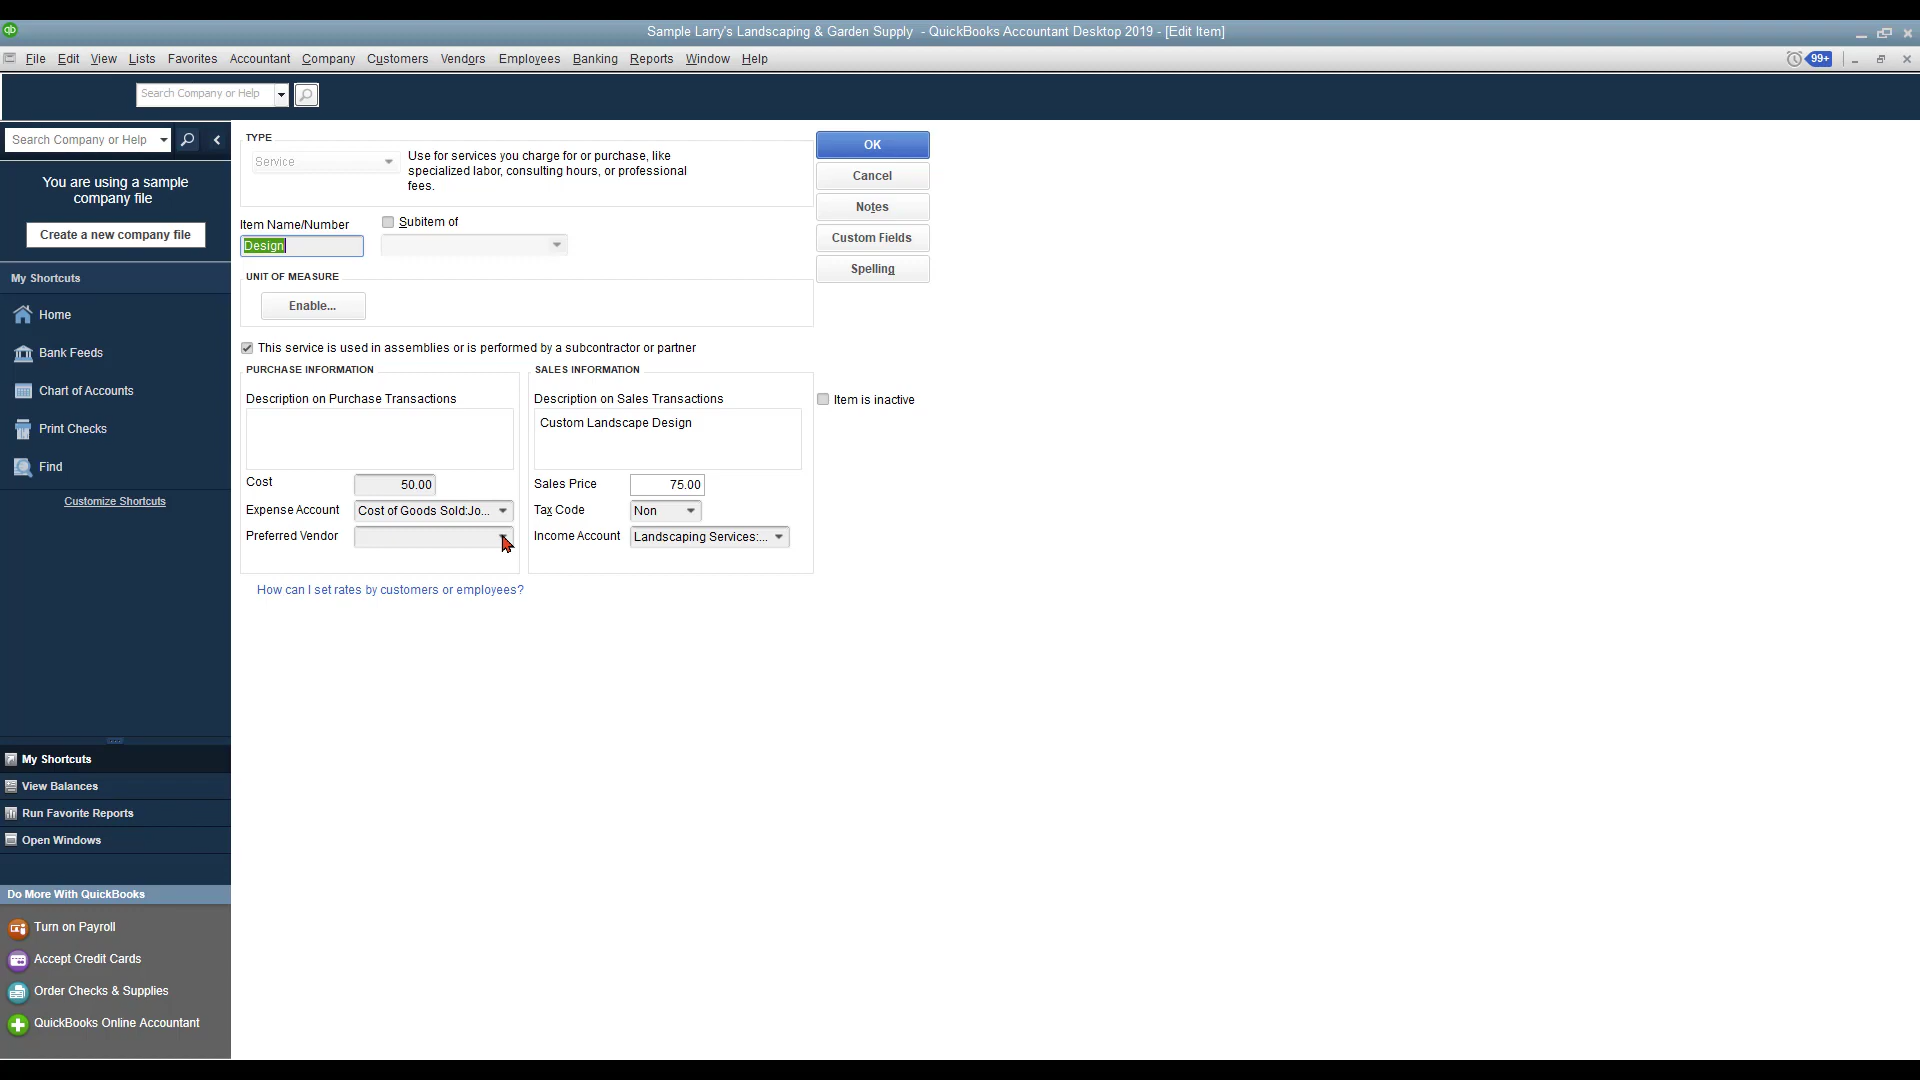 qb
Sample Larry's Landscaping & Garden Supply - QuickBooks Accountant Desktop 2019 - [Edit Item]
File Edit View Lists Favorites Accountant Company Customers Vendors Employees Banking Reports Window Help
99+
Search Company or Help
Search Company or Help
You are using a sample
company file
Create a new company file
My Shortcuts
Home
Bank Feeds
Chart of Accounts
Print Checks
Find
Customize Shortcuts
My Shortcuts
View Balances
Run Favorite Reports
Open Windows
Do More With QuickBooks
Turn on Payroll
Accept Credit Cards
Order Checks & Supplies
QuickBooks Online Accountant
TYPE
Service
Use for services you charge for or purchase, like
specialized labor, consulting hours, or professional
fees.
OK
Cancel
Notes
Custom Fields
Spelling
Item Name/Number
Subitem of
Design
UNIT OF MEASURE
Enable...
This service is used in assemblies or is performed by a subcontractor or partner
PURCHASE INFORMATION
Description on Purchase Transactions
Cost 50.00
Expense Account Cost of Goods Sold:Jo...
Preferred Vendor
SALES INFORMATION
Description on Sales Transactions
Custom Landscape Design
Sales Price 75.00
Tax Code Non
Income Account Landscaping Services:...
Item is inactive
How can I set rates by customers or employees?